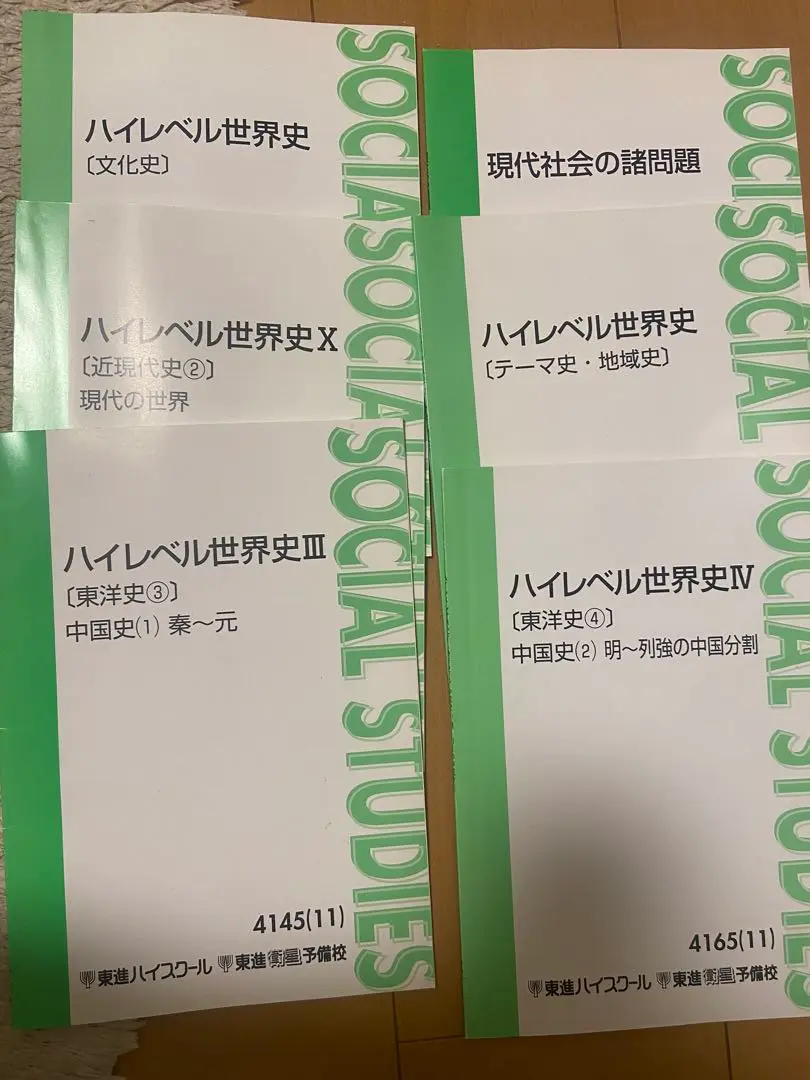 ハイレベル世界史
〔文化史〕
SOCIA
現代社会の諸問題
SOCI
ハイレベル世界史Ⅹ
〔近現代史②〕
現代の世界
SOCIAL
ハイレベル世界史
〔テーマ史・地域史〕
SOCIAL
ハイレベル世界史Ⅲ
〔東洋史③〕
中国史⑴ 秦〜元
SOCIAL STUDIES
4145(11)
東進ハイスクール 東進衛星予備校
ハイレベル世界史Ⅳ
〔東洋史④〕
中国史⑵ 明〜列強の中国分割
SOCIAL STUDIES
4165(11)
東進ハイスクール 東進衛星予備校